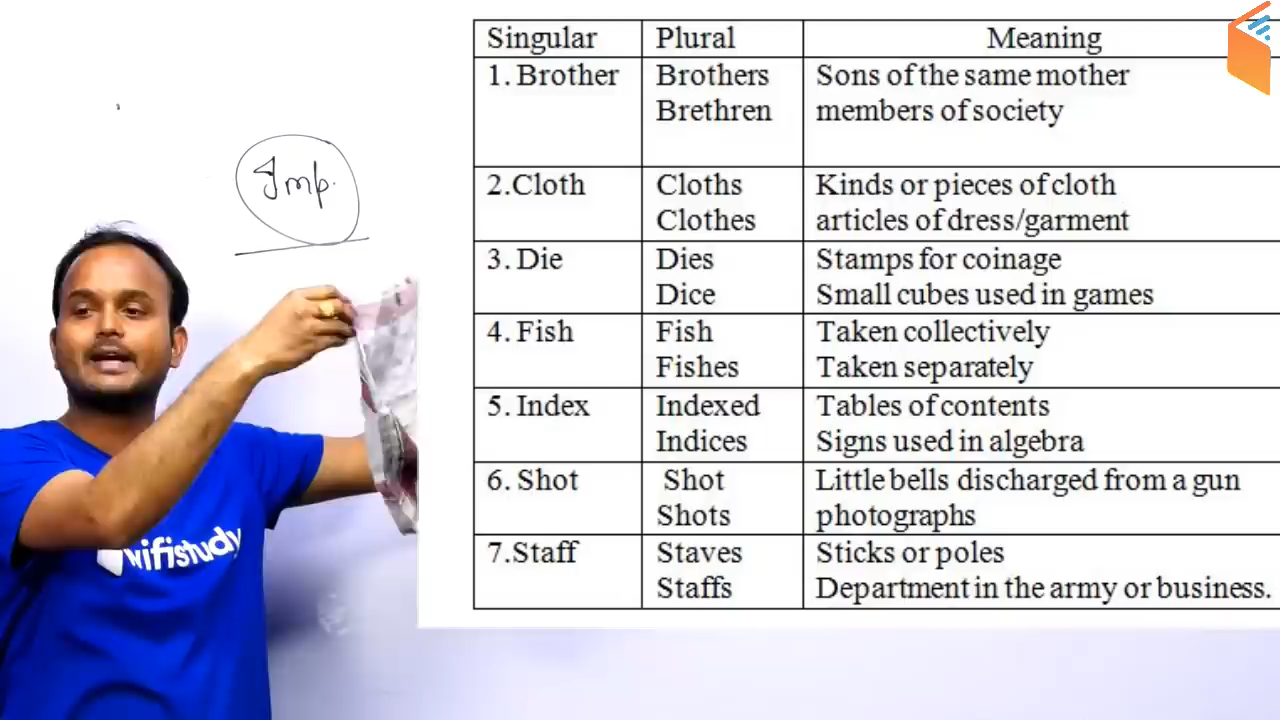 Imp.
wifistudy
Singular Plural Meaning
1. Brother Brothers Sons of the same mother
Brethren members of society
2.Cloth Cloths Kinds or pieces of cloth
Clothes articles of dress/garment
3. Die Dies Stamps for coinage
Dice Small cubes used in games
4. Fish Fish Taken collectively
Fishes Taken separately
5. Index Indexed Tables of contents
Indices Signs used in algebra
6. Shot Shot Little bells discharged from a gun
Shots photographs
7.Staff Staves Sticks or poles
Staffs Department in the army or business.